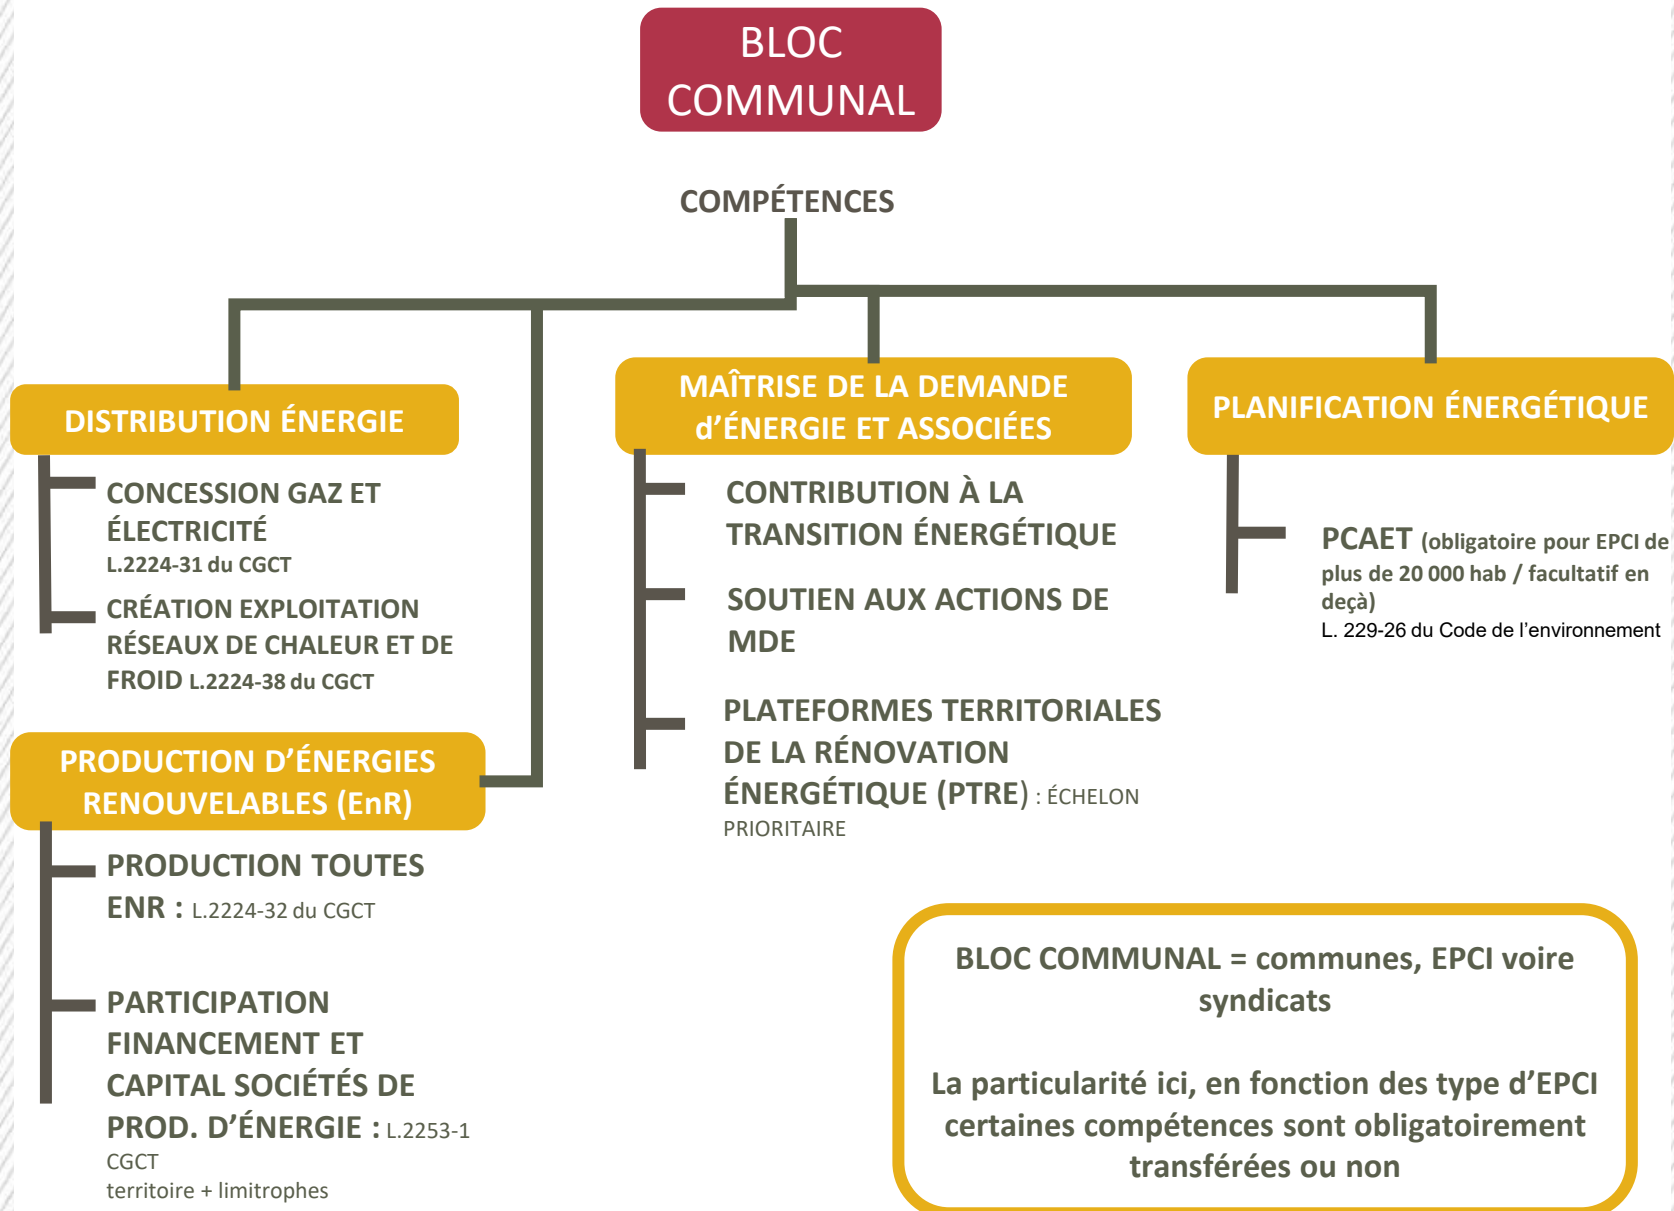 BLOC
COMMUNAL
COMPÉTENCES
DISTRIBUTION ÉNERGIE
CONCESSION GAZ ET
ÉLECTRICITÉ
L.2224-31 du CGCT
CRÉATION EXPLOITATION
RÉSEAUX DE CHALEUR ET DE
FROID L.2224-38 du CGCT
PRODUCTION D’ÉNERGIES
RENOUVELABLES (EnR)
PRODUCTION TOUTES
ENR : L.2224-32 du CGCT
PARTICIPATION
FINANCEMENT ET
CAPITAL SOCIÉTÉS DE
PROD. D’ÉNERGIE : L.2253-1
CGCT
territoire + limitrophes
MAÎTRISE DE LA DEMANDE
d’ÉNERGIE ET ASSOCIÉES
CONTRIBUTION À LA
TRANSITION ÉNERGÉTIQUE
SOUTIEN AUX ACTIONS DE
MDE
PLATEFORMES TERRITORIALES
DE LA RÉNOVATION
ÉNERGÉTIQUE (PTRE) : ÉCHELON
PRIORITAIRE
PLANIFICATION ÉNERGÉTIQUE
PCAET (obligatoire pour EPCI de
plus de 20 000 hab / facultatif en
deçà)
L. 229-26 du Code de l’environnement
BLOC COMMUNAL = communes, EPCI voire
syndicats
La particularité ici, en fonction des type d’EPCI
certaines compétences sont obligatoirement
transférées ou non